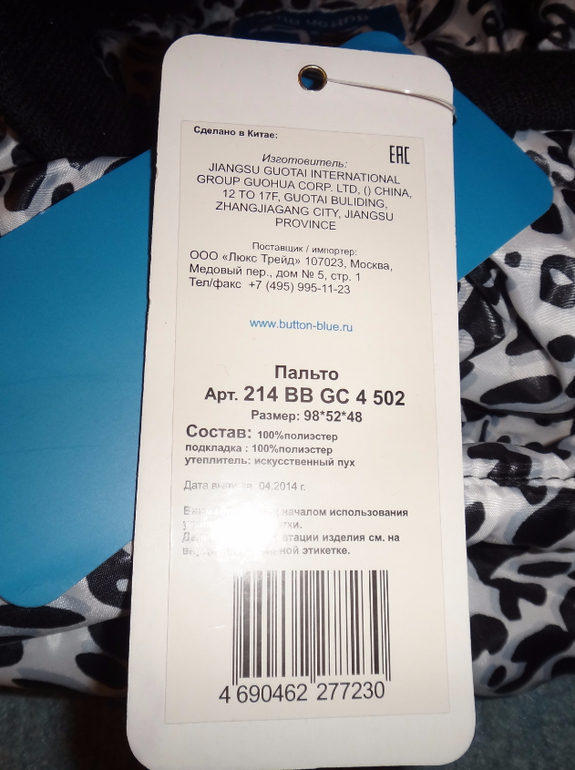 Сделано в Китае:
EAC
Изготовитель:
JIANGSU GUOTAI INTERNATIONAL
GROUP GUOHUA CORP. LTD, () CHINA,
12 TO 17F, GUOTAI BULIDING,
ZHANGJIAGANG CITY, JIANGSU
PROVINCE
Поставщик / импортер:
ООО «Люкс Трейд» 107023, Москва,
Медовый пер., дом № 5, стр. 1
Тел/факс +7 (495) 995-11-23
www.button-blue.ru
Пальто
Арт. 214 BB GC 4 502
Размер: 98*52*48
Состав: 100%полиэстер
подкладка : 100%полиэстер
утеплитель: искусственный пух
Дата 04.2014 г.
началом использования
изделия см. на
этикетке.
4 690462 277230